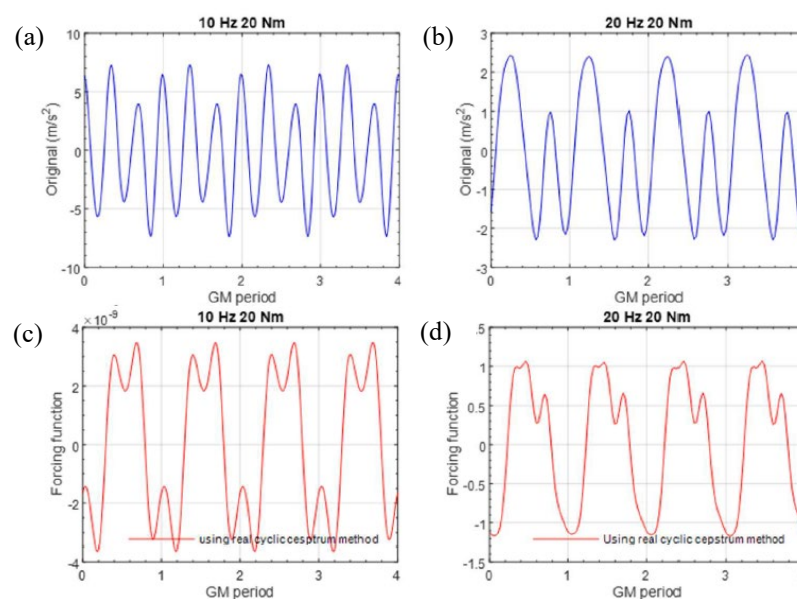 (a)
10 Hz 20 Nm
10
5
0
-5
-10
Original (m/s²)
0 1 2 3 4
GM period
(b)
20 Hz 20 Nm
3
2
1
0
-1
-2
-3
Original (m/s²)
0 1 2 3
GM period
(c)
10 Hz 20 Nm
4 ×10⁻⁹
2
0
-2
-4
Forcing function
using real cyclic cesptrum method
0 1 2 3 4
GM period
(d)
20 Hz 20 Nm
.5
1
0.5
0
-0.5
-1
-1.5
Forcing function
Using real cyclic cepstrum method
0 1 2 3
GM period